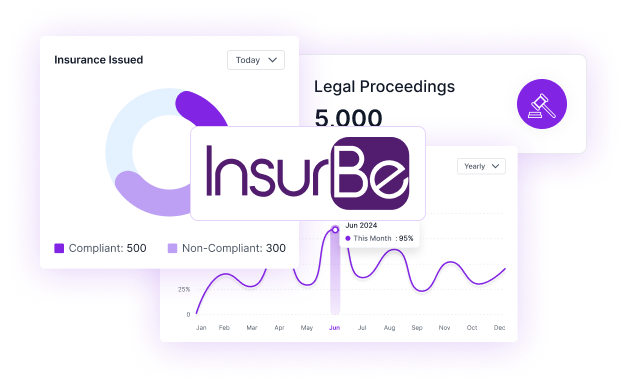 Insurance Issued
Today
Legal Proceedings
5,000
InsurBe
Yearly
Jun 2024
This Month : 95%
Compliant: 500
Non-Compliant: 300
25%
0
Jan Feb Mar Apr May Jun Jul Aug Sep Oct Nov Dec